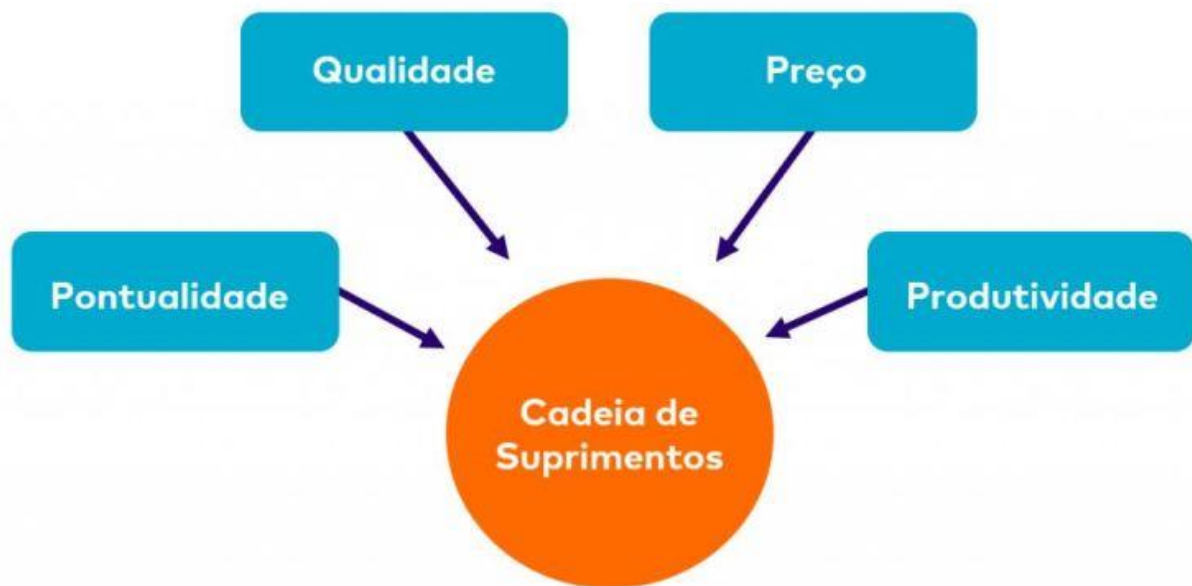 Qualidade
Preço
Pontualidade
Produtividade
Cadeia de
Suprimentos